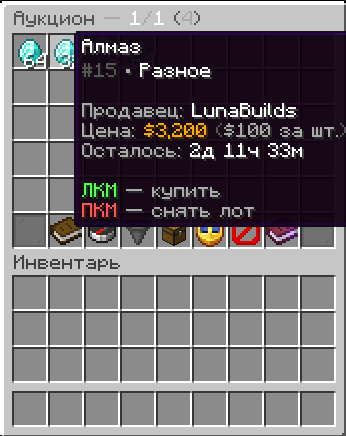 Аукцион — 1/1 (4)
64
Алмаз
#15 • Разное
Продавец: LunaBuilds
Цена: $3,200 ($100 за шт.)
Осталось: 2д 11ч 33м
ЛКМ — купить
ПКМ — снять лот
Инвентарь